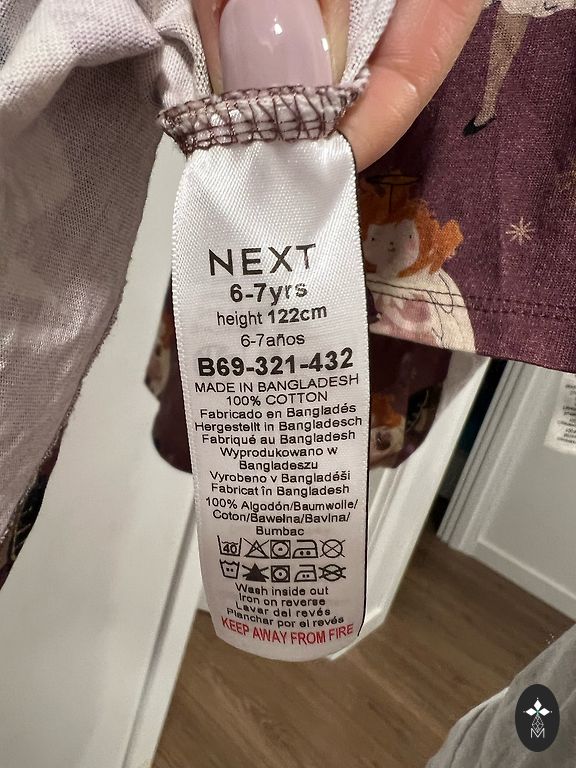 NEXT
6-7yrs
height 122cm
6-7años
B69-321-432
MADE IN BANGLADESH
100% COTTON
Fabricado en Bangladés
Hergestellt in Bangladesch
Fabriqué au Bangladesh
Wyprodukowano w
Bangladeszu
Vyrobeno v Bangladéši
Fabricat în Bangladesh
100% Algodón/Baumwolle/
Coton/Bawełna/Bavlna/
Bumbac
40
Wash inside out
Iron on reverse
Lavar del revés
Planchar por el revés
KEEP AWAY FROM FIRE
M